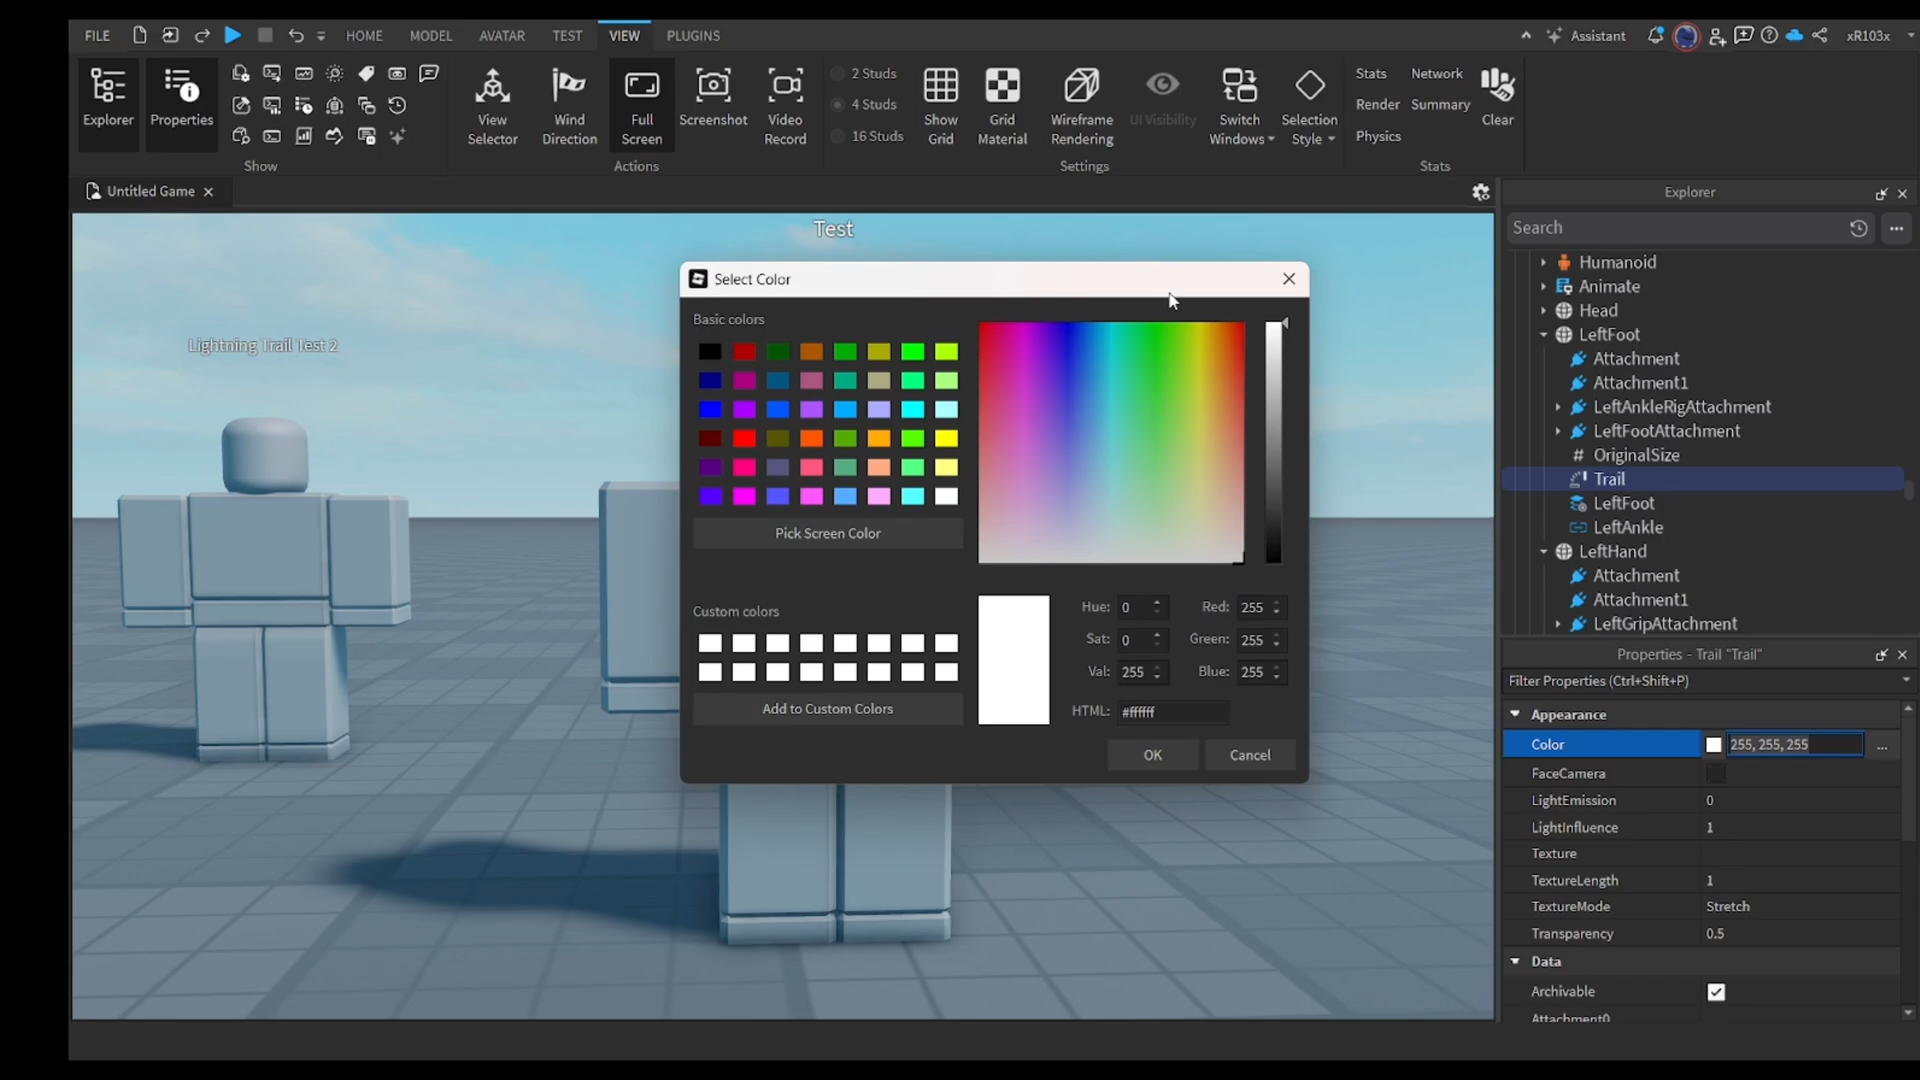 FILE HOME MODEL AVATAR TEST VIEW PLUGINS Assistant xR103x
Explorer Properties
Show
View Selector
Wind Direction
Full Screen
Screenshot
Video Record
Actions
2 Studs
4 Studs
16 Studs
Show Grid
Grid Material
Wireframe Rendering
UI Visibility
Switch Windows
Selection Style
Settings
Stats Network
Render Summary
Physics
Clear
Stats
Untitled Game
Test
Lightning Trail Test 2
Select Color
Basic colors
Pick Screen Color
Custom colors
Add to Custom Colors
Hue: 0 Red: 255
Sat: 0 Green: 255
Val: 255 Blue: 255
HTML: #ffffff
OK Cancel
Explorer
Search
Humanoid
Animate
Head
LeftFoot
Attachment
Attachment1
LeftAnkleRigAttachment
LeftFootAttachment
# OriginalSize
Trail
LeftFoot
LeftAnkle
LeftHand
Attachment
Attachment1
LeftGripAttachment
Properties - Trail "Trail"
Filter Properties (Ctrl+Shift+P)
Appearance
Color 255, 255, 255 ...
FaceCamera
LightEmission 0
LightInfluence 1
Texture
TextureLength 1
TextureMode Stretch
Transparency 0.5
Data
Archivable
Attachment0